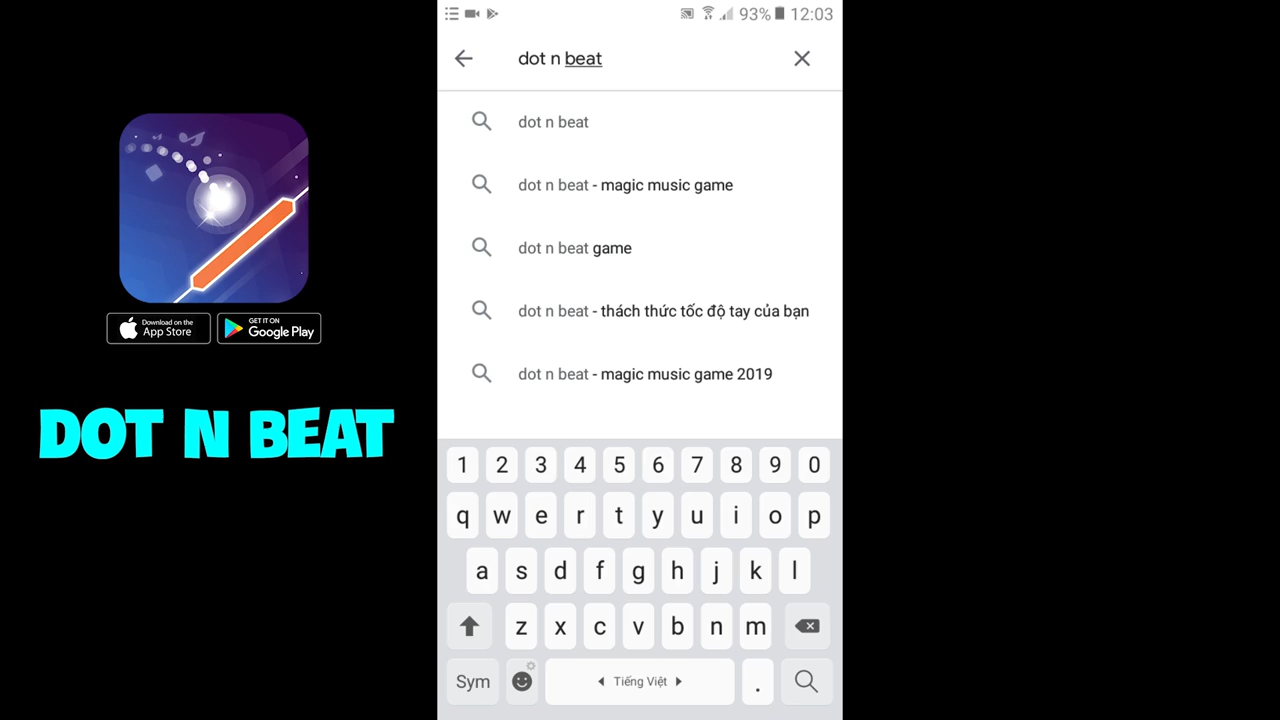 93% 12:03
dot n beat
dot n beat
dot n beat - magic music game
dot n beat game
dot n beat - thách thức tốc độ tay của bạn
dot n beat - magic music game 2019
Download on the
App Store
GET IT ON
Google Play
DOT N BEAT
1 2 3 4 5 6 7 8 9 0
q w e r t y u i o p
a s d f g h j k l
z x c v b n m
Sym Tiếng Việt .